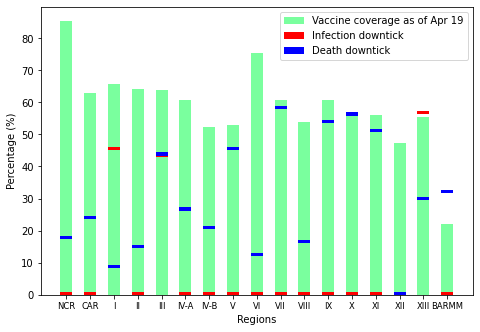 Vaccine coverage as of Apr 19
Infection downtick
Death downtick
Percentage (%)
80
70
60
50
40
30
20
10
0
NCR CAR I II III IV-A IV-B V VI VII VIII IX X XI XII XIII BARMM
Regions